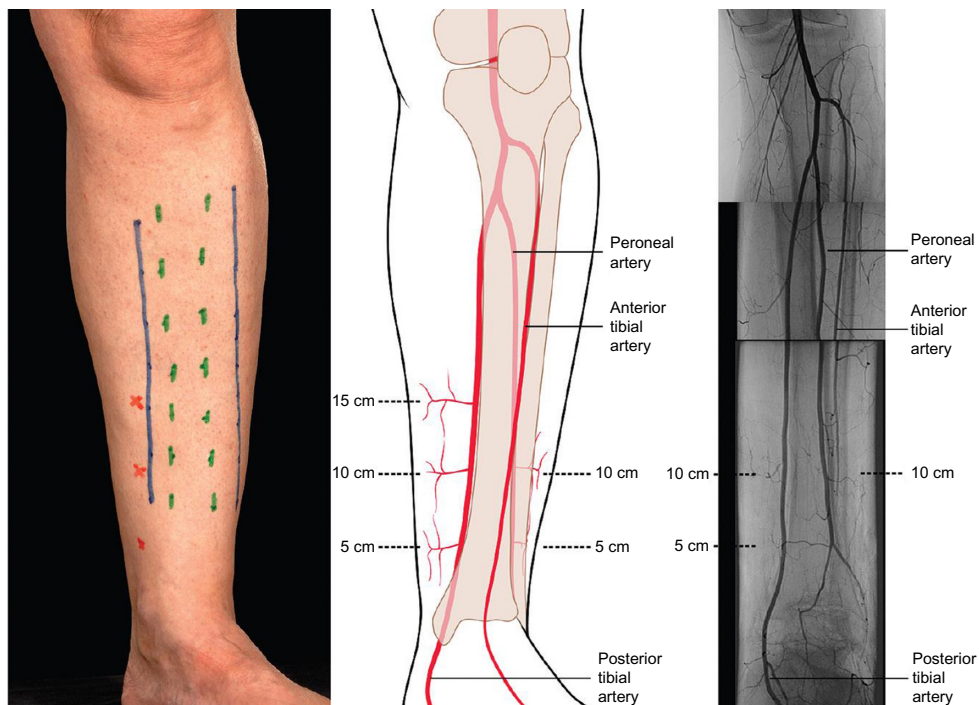 Peroneal
artery
Anterior
tibial
artery
15 cm
10 cm
10 cm
5 cm
5 cm
Posterior
tibial
artery
Peroneal
artery
Anterior
tibial
artery
10 cm
10 cm
5 cm
Posterior
tibial
artery